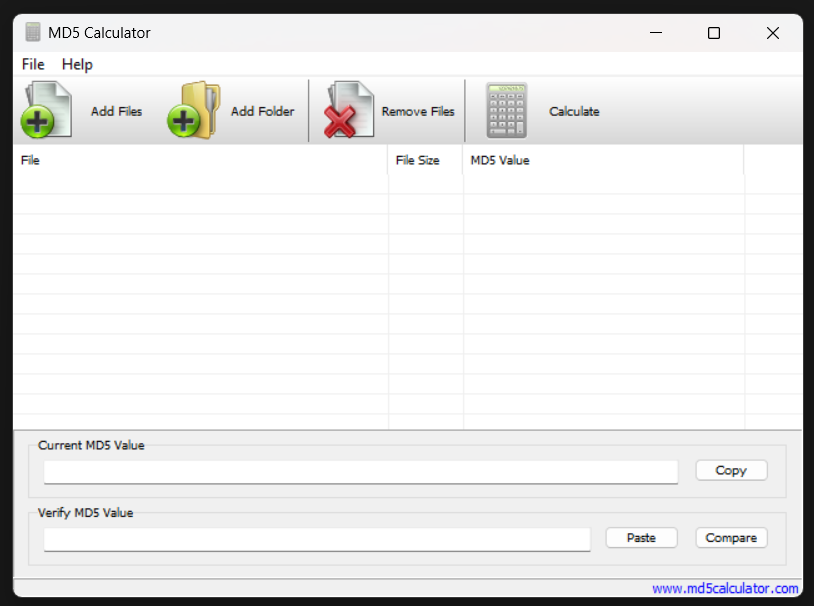 MD5 Calculator
File Help
Add Files Add Folder Remove Files Calculate
File File Size MD5 Value
Current MD5 Value
Copy
Verify MD5 Value
Paste Compare
www.md5calculator.com